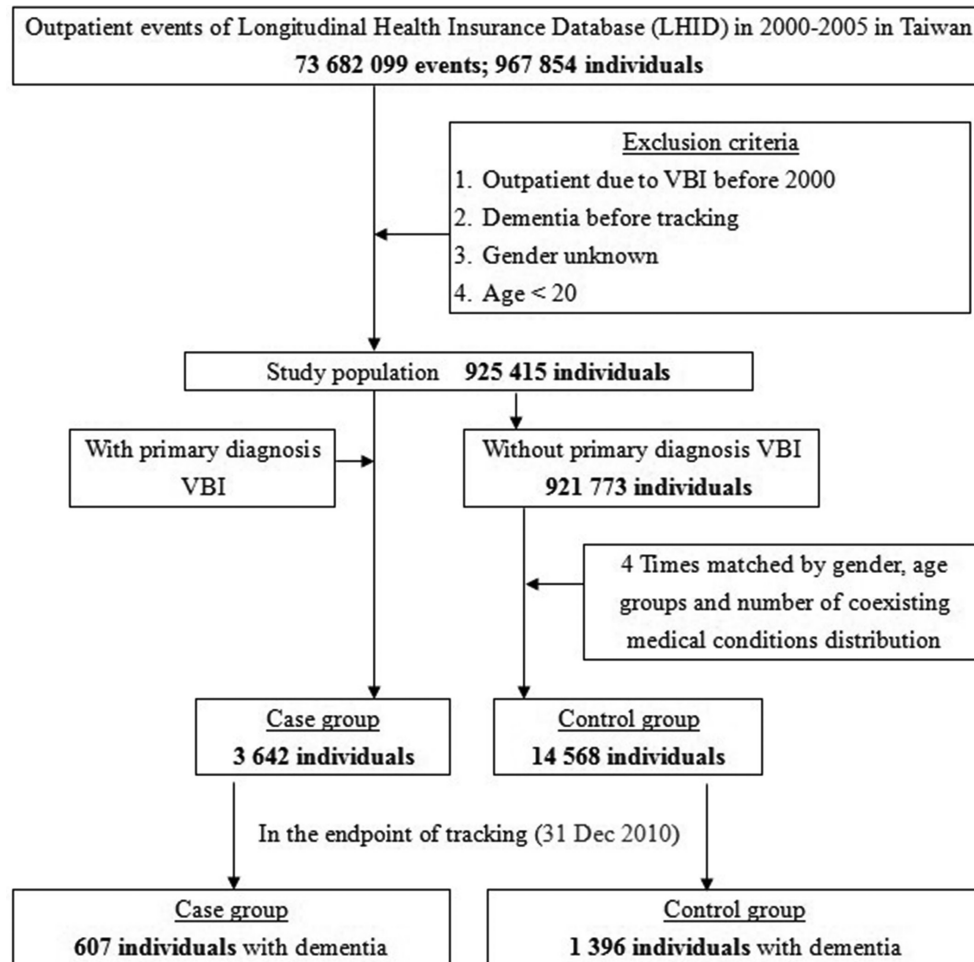 Outpatient events of Longitudinal Health Insurance Database (LHID) in 2000-2005 in Taiwan
73 682 099 events; 967 854 individuals
Exclusion criteria
1. Outpatient due to VBI before 2000
2. Dementia before tracking
3. Gender unknown
4. Age < 20
Study population 925 415 individuals
With primary diagnosis
VBI
Without primary diagnosis VBI
921 773 individuals
4 Times matched by gender, age
groups and number of coexisting
medical conditions distribution
Case group
3 642 individuals
Control group
14 568 individuals
In the endpoint of tracking (31 Dec 2010)
Case group
607 individuals with dementia
Control group
1 396 individuals with dementia